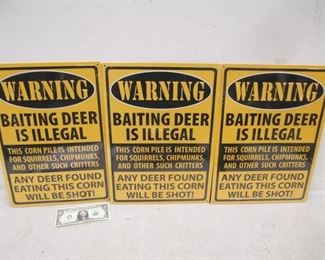 WARNING
BAITING DEER
IS ILLEGAL
THIS CORN PILE IS INTENDED
FOR SQUIRRELS, CHIPMUNKS,
AND OTHER SUCH CRITTERS
ANY DEER FOUND
EATING THIS CORN
WILL BE SHOT!
WARNING
BAITING DEER
IS ILLEGAL
THIS CORN PILE IS INTENDED
FOR SQUIRRELS, CHIPMUNKS,
AND OTHER SUCH CRITTERS
ANY DEER FOUND
EATING THIS CORN
WILL BE SHOT!
WARNING
BAITING DEER
IS ILLEGAL
THIS CORN PILE IS INTENDED
FOR SQUIRRELS, CHIPMUNKS,
AND OTHER SUCH CRITTERS
ANY DEER FOUND
EATING THIS CORN
WILL BE SHOT!